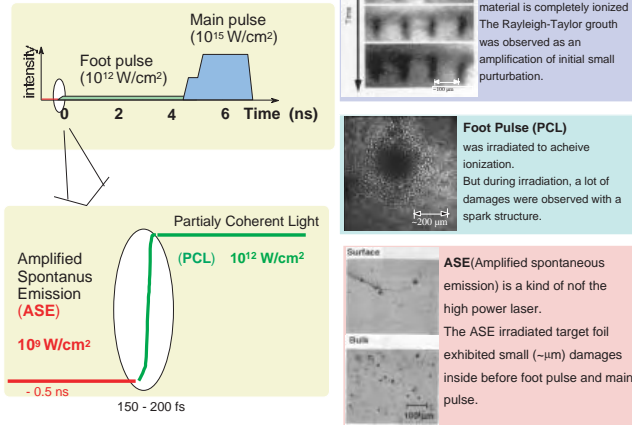 Main pulse
(10¹⁵ W/cm²)
Foot pulse
(10¹² W/cm²)
intensity
0 2 4 6 Time (ns)
Partialy Coherent Light
(PCL) 10¹² W/cm²
Amplified
Spontanus
Emission
(ASE)
10⁹ W/cm²
- 0.5 ns
150 - 200 fs
Time
~100 μm
material is completely ionized
The Rayleigh-Taylor grouth
was observed as an
amplification of initial small
purturbation.
~200 μm
Foot Pulse (PCL)
was irradiated to acheive
ionization.
But during irradiation, a lot of
damages were observed with a
spark structure.
Surface
Bulk
100μm
ASE(Amplified spontaneous
emission) is a kind of nof the
high power laser.
The ASE irradiated target foil
exhibited small (~μm) damages
inside before foot pulse and main
pulse.